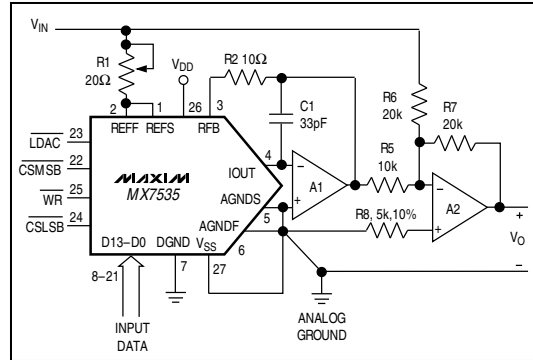 VIN
R1
20Ω
VDD
R2 10Ω
C1
33pF
R6
20k
R7
20k
2
1
26
3
REFF
REFS
RFB
LDAC
23
CSMSB
22
WR
25
CSLSB
24
MAXIM
MX7535
IOUT
4
AGNDS
5
AGNDF
6
D13–D0
DGND
VSS
8–21
7
27
A1
R5
10k
A2
R8, 5k,10%
VO
INPUT
DATA
ANALOG
GROUND